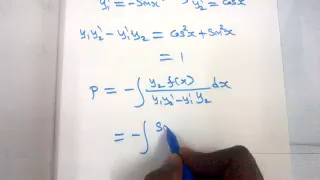 y₁' = -sinx y₂' = cosx
y₁y₂' - y₁'y₂ = cos²x + sin²x
= 1
P = -∫ y₂ f(x) / (y₁y₂' - y₁'y₂) dx
= -∫ S